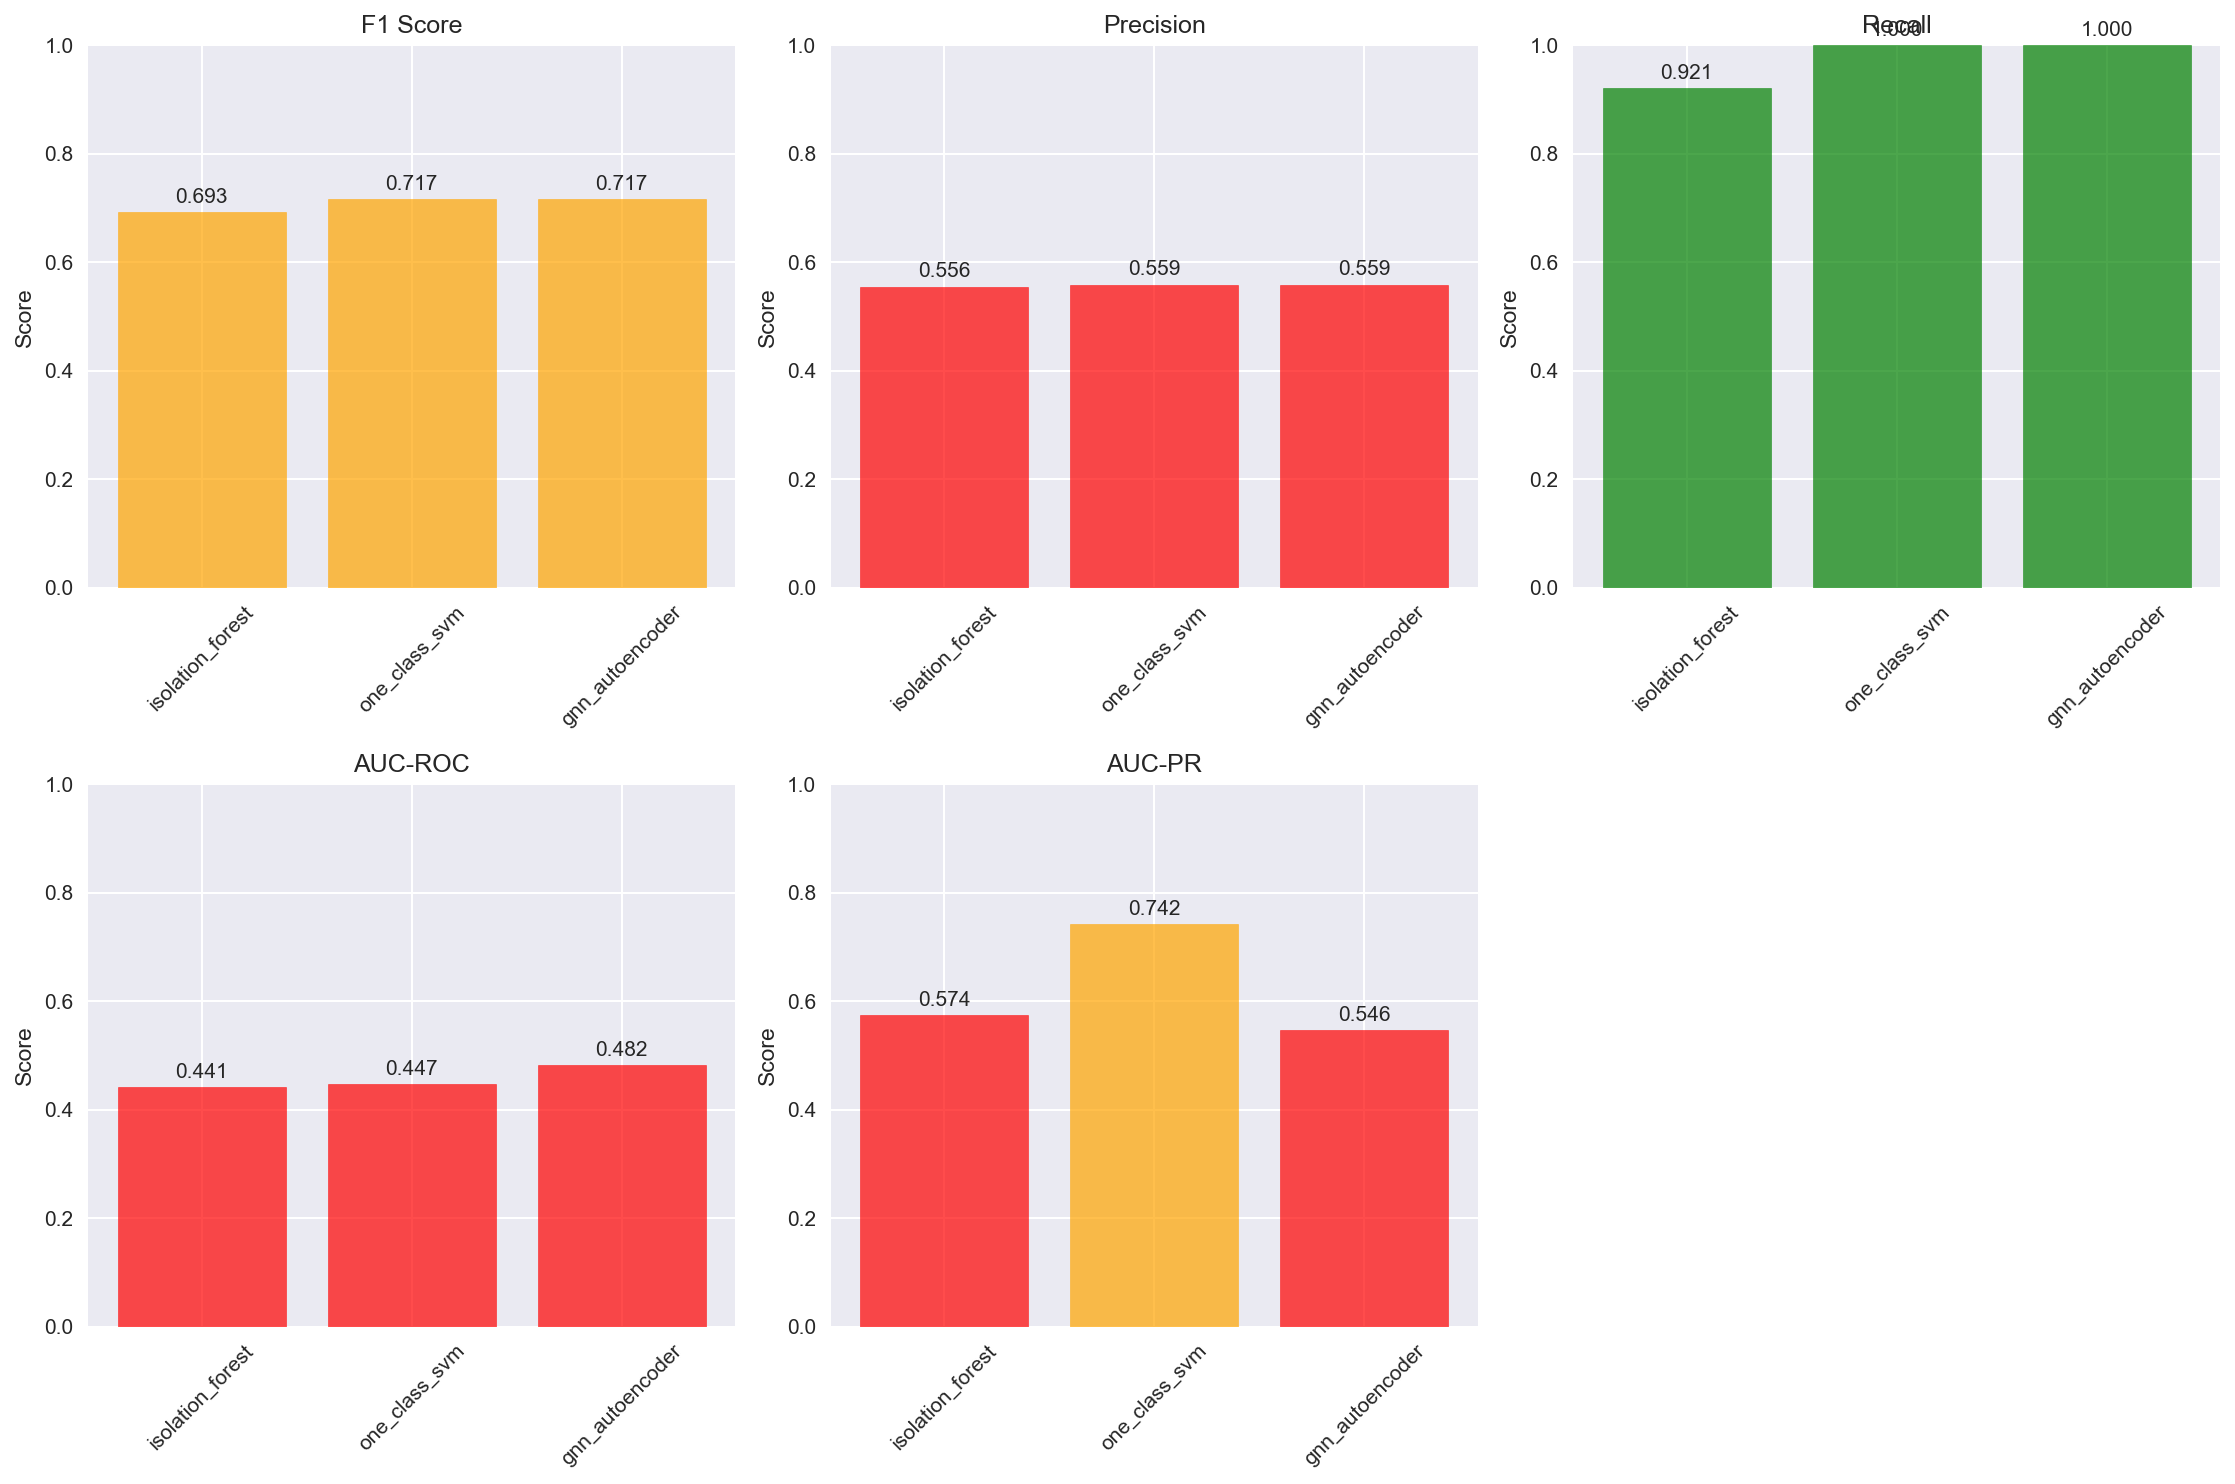 F1 Score
Precision
Recall
1.0
0.8
0.6
0.4
0.2
0.0
Score
0.693
0.717
0.717
isolation_forest
one_class_svm
gnn_autoencoder
1.0
0.8
0.6
0.4
0.2
0.0
Score
0.556
0.559
0.559
isolation_forest
one_class_svm
gnn_autoencoder
1.0
0.8
0.6
0.4
0.2
0.0
Score
0.921
1.000
1.000
isolation_forest
one_class_svm
gnn_autoencoder
AUC-ROC
1.0
0.8
0.6
0.4
0.2
0.0
Score
0.441
0.447
0.482
isolation_forest
one_class_svm
gnn_autoencoder
AUC-PR
1.0
0.8
0.6
0.4
0.2
0.0
Score
0.574
0.742
0.546
isolation_forest
one_class_svm
gnn_autoencoder